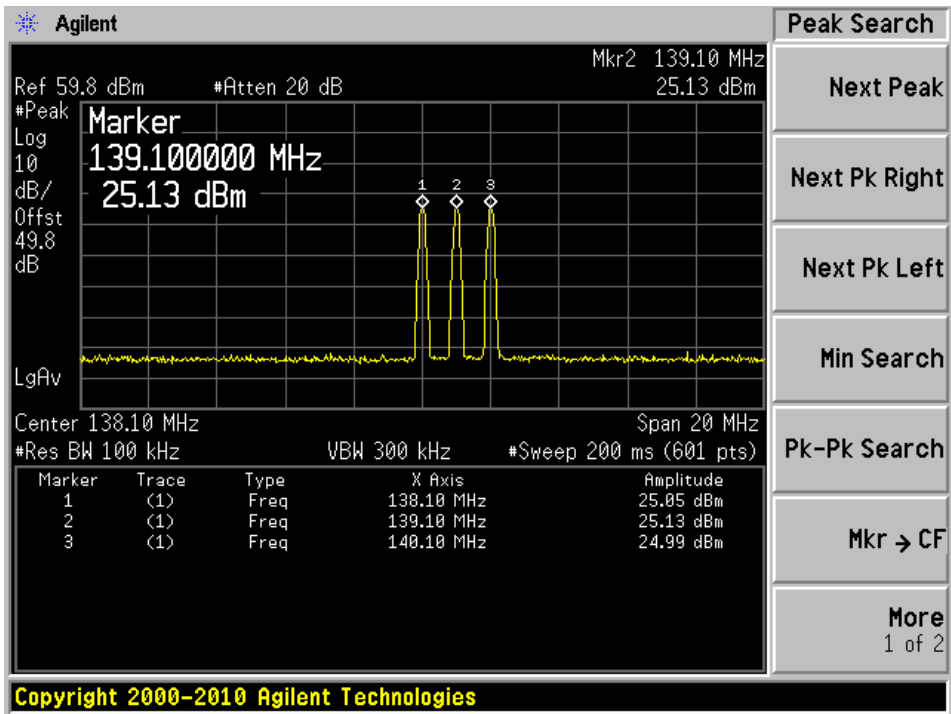 Agilent
Peak Search
Mkr2 139.10 MHz
Ref 59.8 dBm #Atten 20 dB 25.13 dBm
#Peak
Log
10
dB/
Offst
49.8
dB
LgAv
Marker
139.100000 MHz
25.13 dBm
1 2 3
Center 138.10 MHz Span 20 MHz
#Res BW 100 kHz VBW 300 kHz #Sweep 200 ms (601 pts)
Marker Trace Type X Axis Amplitude
1 (1) Freq 138.10 MHz 25.05 dBm
2 (1) Freq 139.10 MHz 25.13 dBm
3 (1) Freq 140.10 MHz 24.99 dBm
Next Peak
Next Pk Right
Next Pk Left
Min Search
Pk-Pk Search
Mkr → CF
More
1 of 2
Copyright 2000-2010 Agilent Technologies